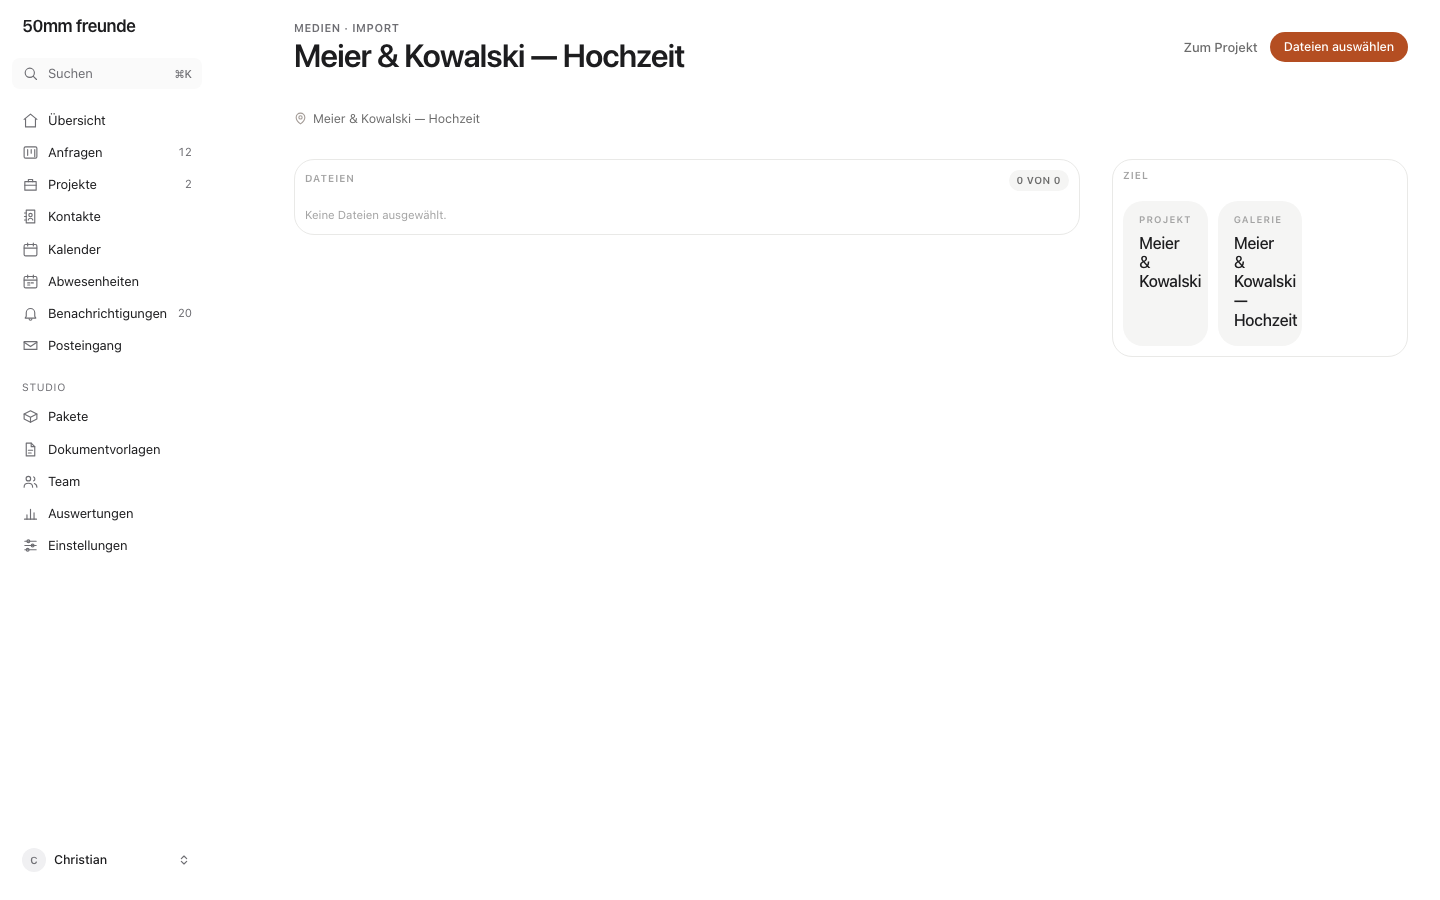 50mm freunde
Suchen ⌘K
Übersicht
Anfragen 12
Projekte 2
Kontakte
Kalender
Abwesenheiten
Benachrichtigungen 20
Posteingang
STUDIO
Pakete
Dokumentvorlagen
Team
Auswertungen
Einstellungen
C Christian
MEDIEN · IMPORT
Meier & Kowalski — Hochzeit
Zum Projekt
Dateien auswählen
Meier & Kowalski — Hochzeit
DATEIEN
0 VON 0
Keine Dateien ausgewählt.
ZIEL
PROJEKT
Meier
&
Kowalski
GALERIE
Meier
&
Kowalski
—
Hochzeit